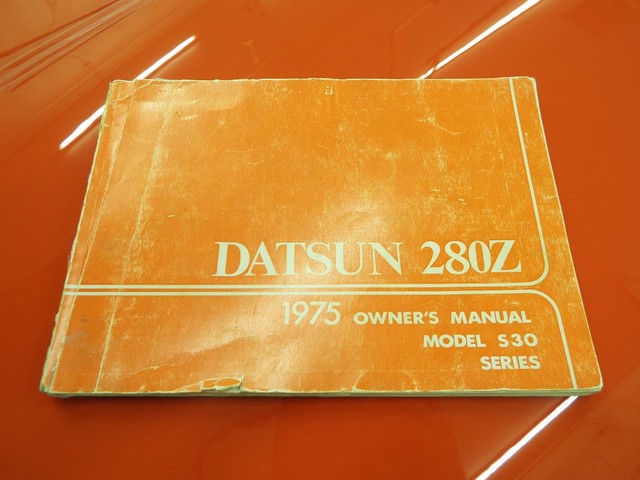 DATSUN 280Z
1975 OWNER'S MANUAL
MODEL S30
SERIES